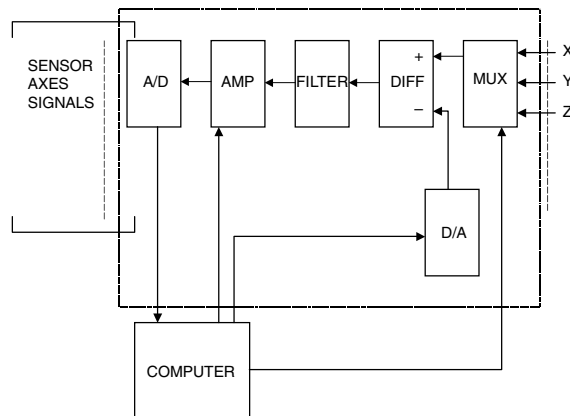 SENSOR
AXES
SIGNALS
A/D
AMP
FILTER
+
DIFF
–
MUX
X
Y
Z
D/A
COMPUTER